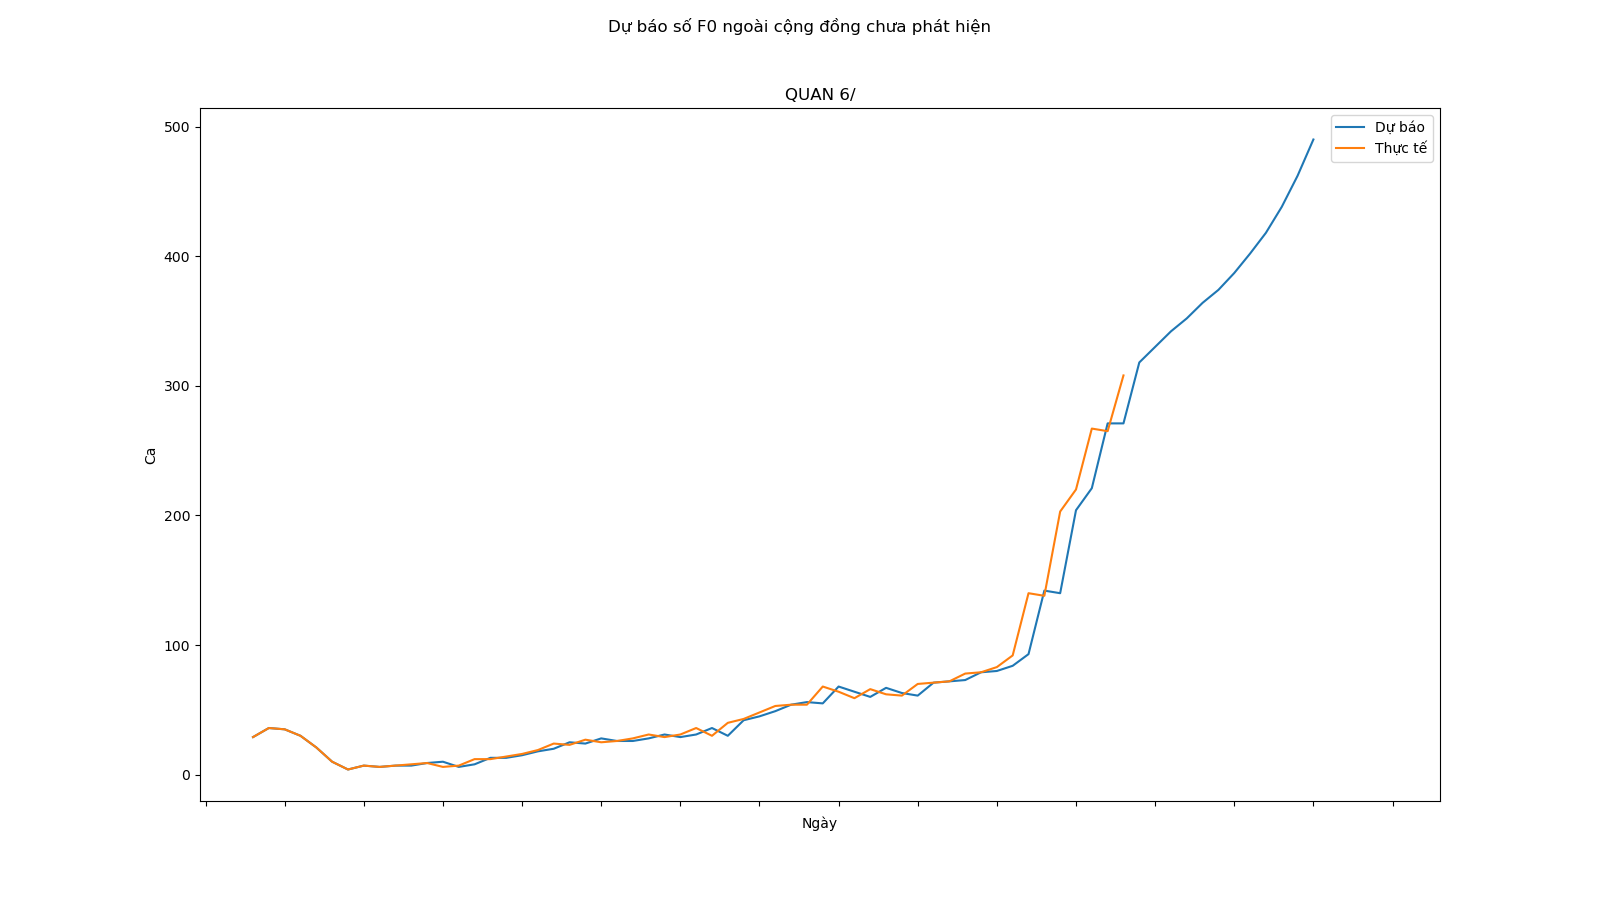 Dự báo số F0 ngoài cộng đồng chưa phát hiện
QUAN 6/
500
400
300
200
100
0
Ca
Ngày
Dự báo
Thực tế